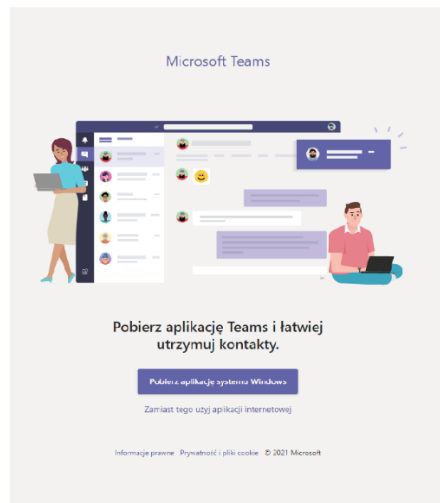 Microsoft Teams
Pobierz aplikację Teams i łatwiej
utrzymuj kontakty.
Pobierz aplikację systemu Windows
Zamiast tego użyj aplikacji internetowej
Informacje prawne Prywatność i pliki cookie © 2021 Microsoft